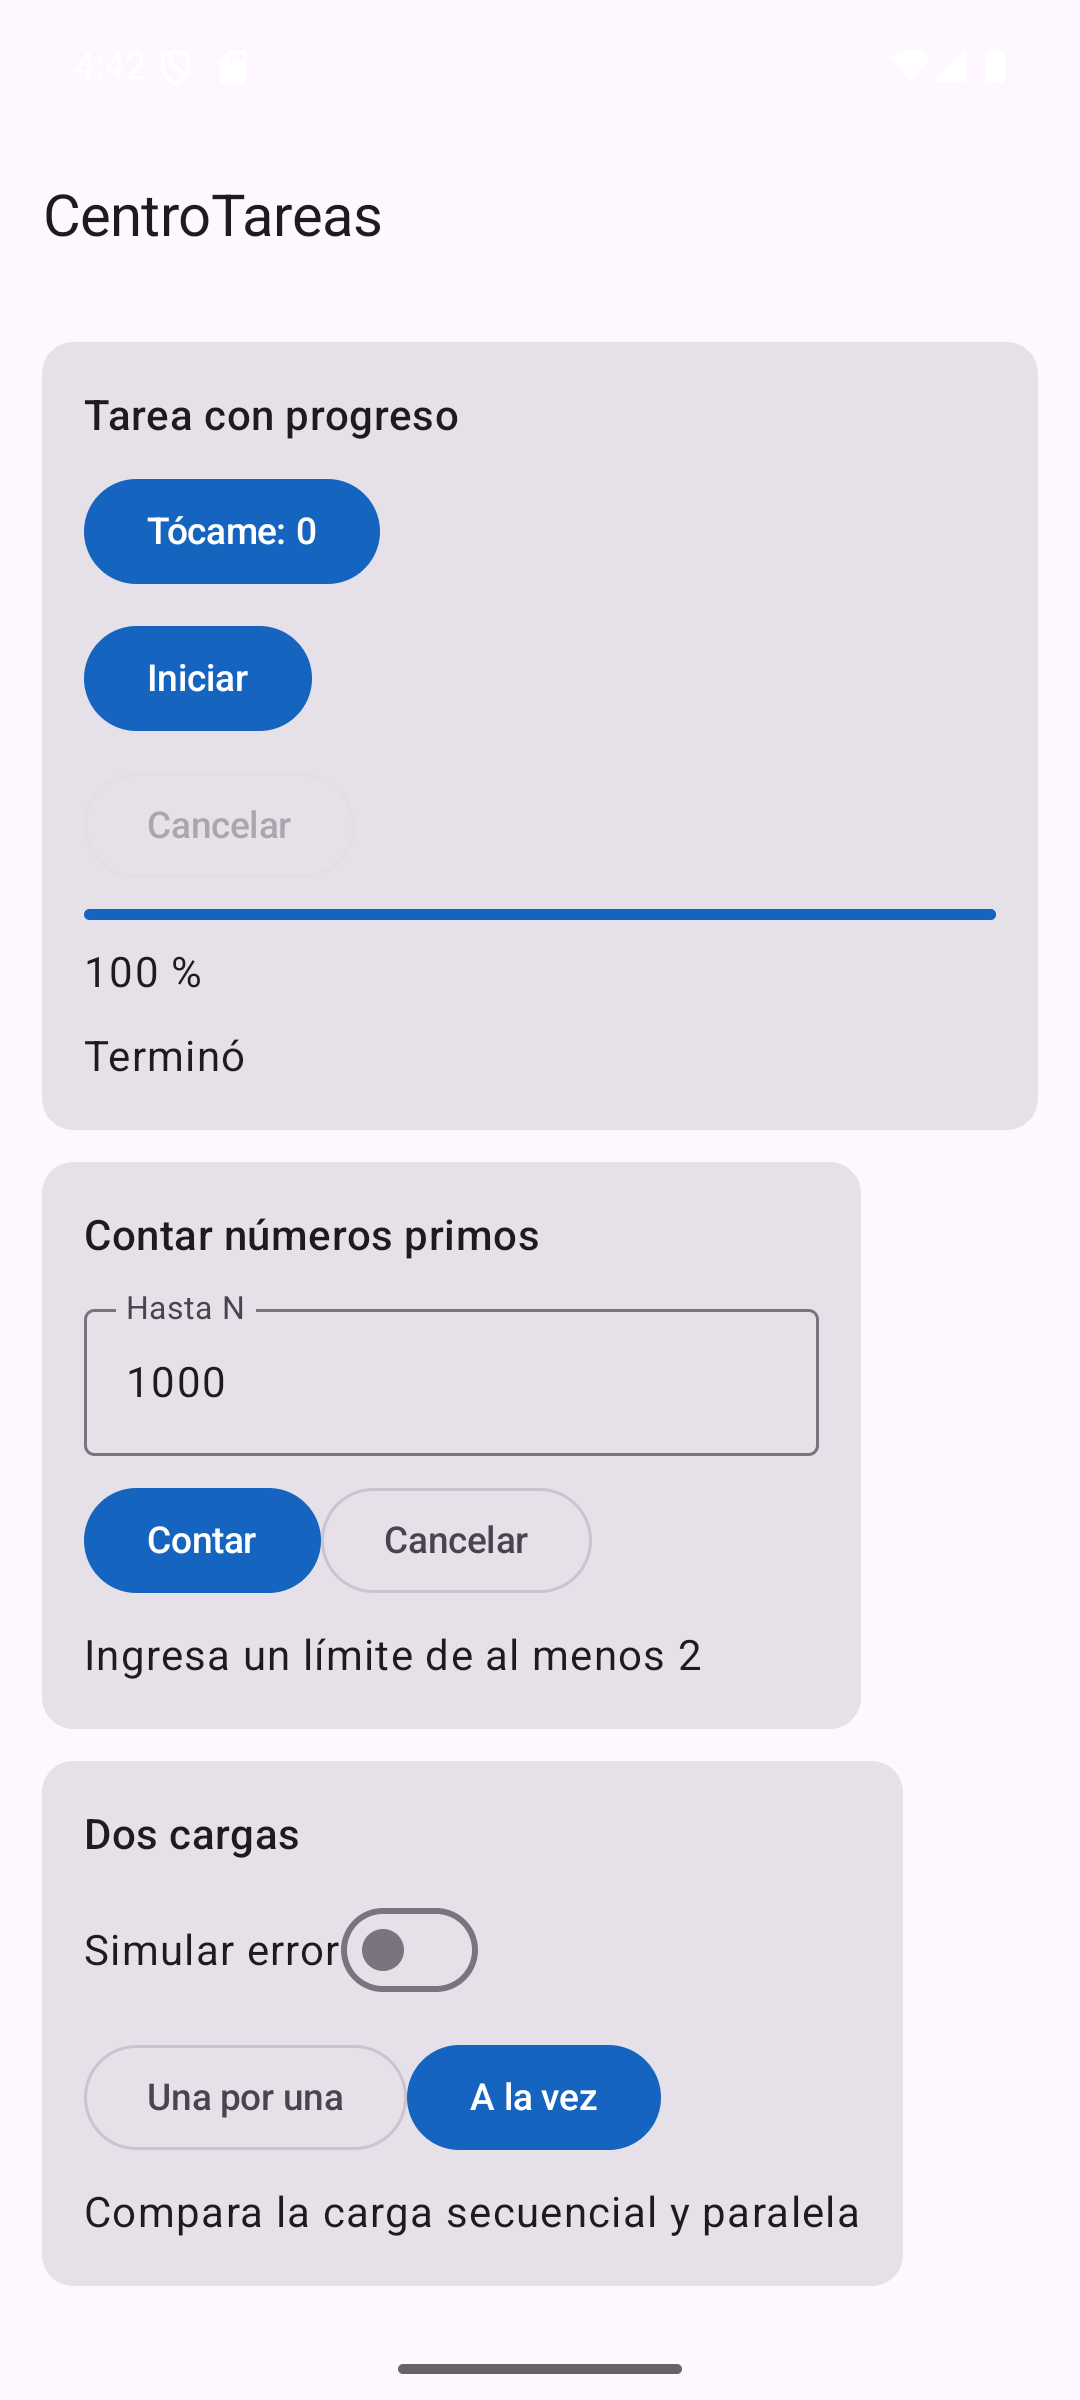 4:42
CentroTareas
Tarea con progreso
Tócame: 0
Iniciar
Cancelar
100 %
Terminó
Contar números primos
Hasta N
1000
Contar Cancelar
Ingresa un límite de al menos 2
Dos cargas
Simular error
Una por una A la vez
Compara la carga secuencial y paralela